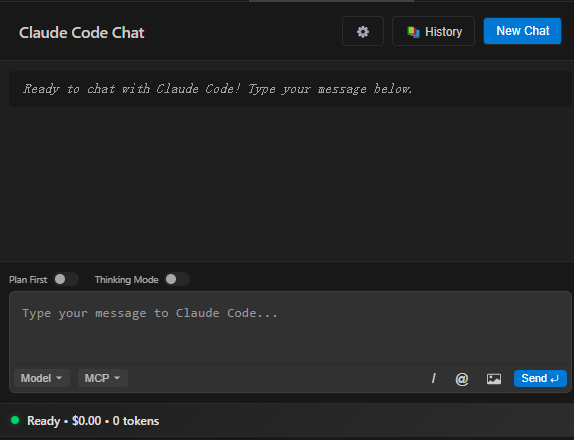 Claude Code Chat
History
New Chat
Ready to chat with Claude Code! Type your message below.
Plan First
Thinking Mode
Type your message to Claude Code...
Model
MCP
/
@
Send ↵
Ready • $0.00 • 0 tokens